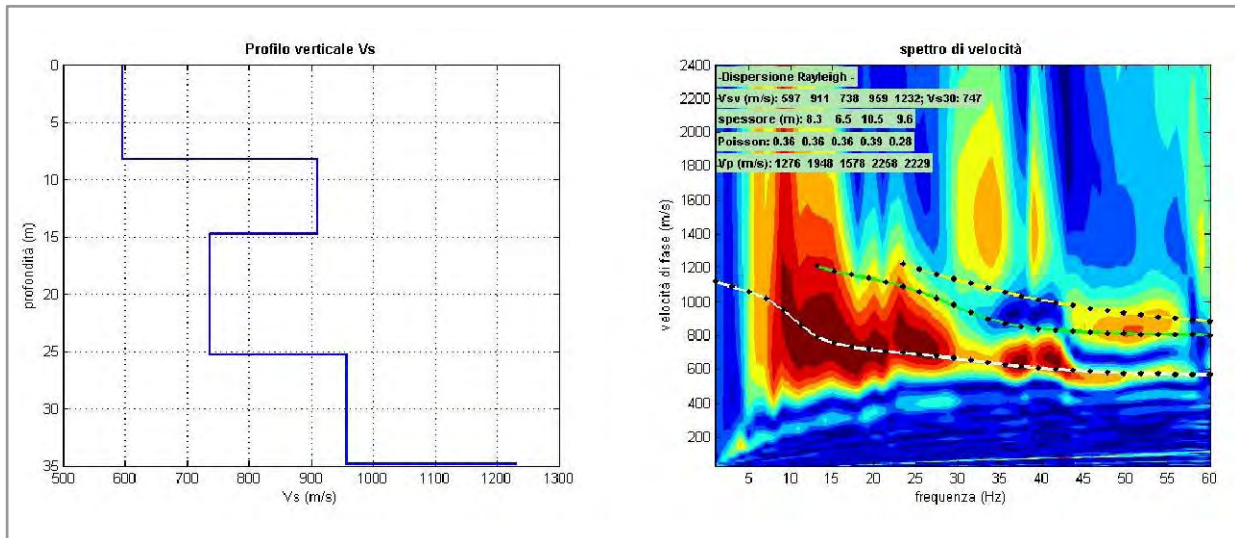 Profilo verticale Vs
0
5
10
15
20
25
30
35
profondità (m)
500 600 700 800 900 1000 1100 1200 1300
Vs (m/s)
spettro di velocità
-Dispersione Rayleigh -
Vsv (m/s): 597 911 738 959 1232; Vs30: 747
spessore (m): 8.3 6.5 10.5 9.6
Poisson: 0.36 0.36 0.36 0.39 0.28
Vp (m/s): 1276 1948 1578 2258 2229
2400
2200
2000
1800
1600
1400
1200
1000
800
600
400
200
velocità di fase (m/s)
5 10 15 20 25 30 35 40 45 50 55 60
frequenza (Hz)